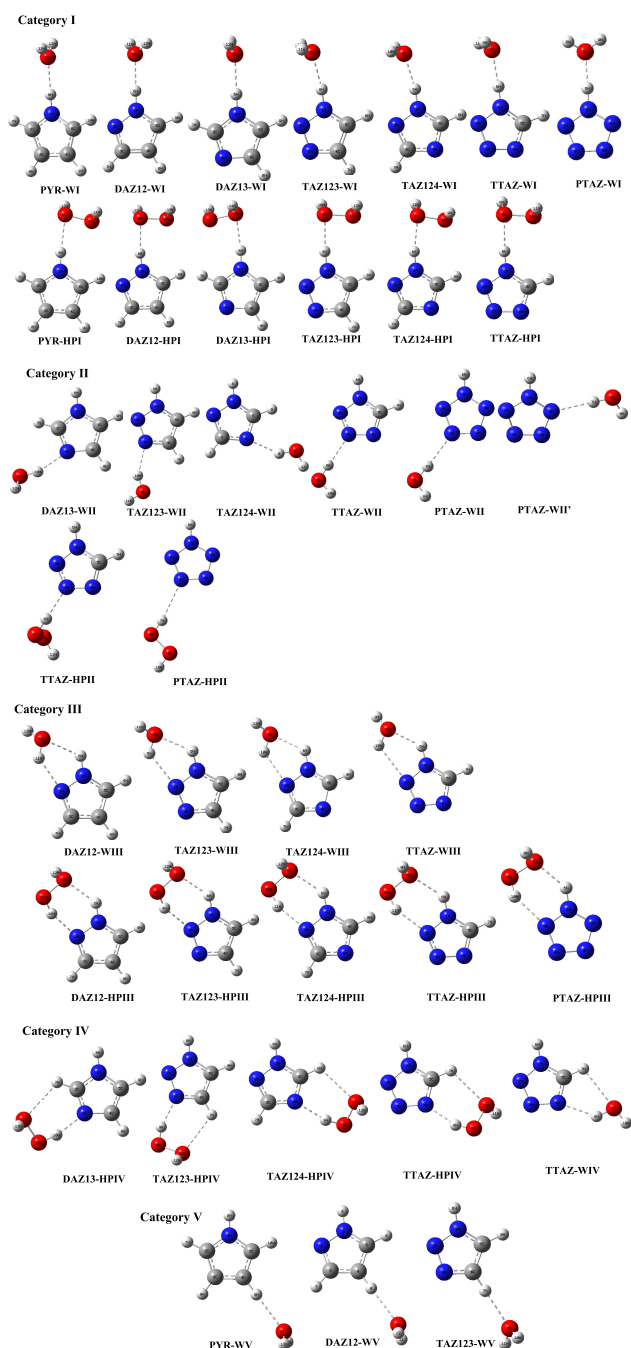 Category I
PYR-WI DAZ12-WI DAZ13-WI TAZ123-WI TAZ124-WI TTAZ-WI PTAZ-WI
PYR-HPI DAZ12-HPI DAZ13-HPI TAZ123-HPI TAZ124-HPI TTAZ-HPI
Category II
DAZ13-WII TAZ123-WII TAZ124-WII TTAZ-WII PTAZ-WII PTAZ-WII'
TTAZ-HPII PTAZ-HPII
Category III
DAZ12-WIII TAZ123-WIII TAZ124-WIII TTAZ-WIII
DAZ12-HPIII TAZ123-HPIII TAZ124-HPIII TTAZ-HPIII PTAZ-HPIII
Category IV
DAZ13-HPIV TAZ123-HPIV TAZ124-HPIV TTAZ-HPIV TTAZ-WIV
Category V
PYR-WV DAZ12-WV TAZ123-WV